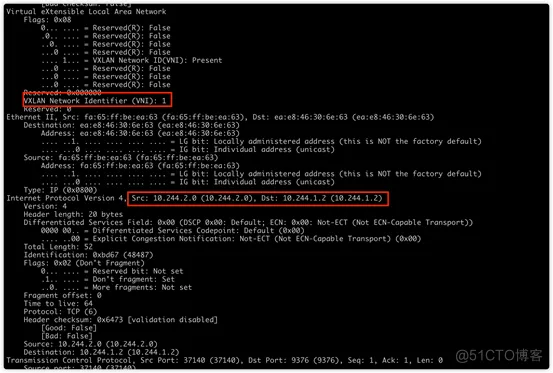 [Bad Checksum: False]
Virtual eXtensible Local Area Network
Flags: 0x08
0... .... = Reserved(R): False
.0.. .... = Reserved(R): False
..0. .... = Reserved(R): False
...0 .... = Reserved(R): False
.... 1... = VXLAN Network ID(VNI): Present
.... .0.. = Reserved(R): False
.... ..0. = Reserved(R): False
.... ...0 = Reserved(R): False
Reserved: 0x000000
VXLAN Network Identifier (VNI): 1
Reserved: 0
Ethernet II, Src: fa:65:ff:be:ea:63 (fa:65:ff:be:ea:63), Dst: ea:e8:46:30:6e:63 (ea:e8:46:30:6e:63)
Destination: ea:e8:46:30:6e:63 (ea:e8:46:30:6e:63)
Address: ea:e8:46:30:6e:63 (ea:e8:46:30:6e:63)
.... ..1. .... .... .... .... = LG bit: Locally administered address (this is NOT the factory default)
.... ...0 .... .... .... .... = IG bit: Individual address (unicast)
Source: fa:65:ff:be:ea:63 (fa:65:ff:be:ea:63)
Address: fa:65:ff:be:ea:63 (fa:65:ff:be:ea:63)
.... ..1. .... .... .... .... = LG bit: Locally administered address (this is NOT the factory default)
.... ...0 .... .... .... .... = IG bit: Individual address (unicast)
Type: IP (0x0800)
Internet Protocol Version 4, Src: 10.244.2.0 (10.244.2.0), Dst: 10.244.1.2 (10.244.1.2)
Version: 4
Header length: 20 bytes
Differentiated Services Field: 0x00 (DSCP 0x00: Default; ECN: 0x00: Not-ECT (Not ECN-Capable Transport))
0000 00.. = Differentiated Services Codepoint: Default (0x00)
.... ..00 = Explicit Congestion Notification: Not-ECT (Not ECN-Capable Transport) (0x00)
Total Length: 52
Identification: 0xbd67 (48487)
Flags: 0x02 (Don't Fragment)
0... .... = Reserved bit: Not set
.1.. .... = Don't fragment: Set
..0. .... = More fragments: Not set
Fragment offset: 0
Time to live: 64
Protocol: TCP (6)
Header checksum: 0x6473 [validation disabled]
[Good: False]
[Bad: False]
Source: 10.244.2.0 (10.244.2.0)
Destination: 10.244.1.2 (10.244.1.2)
Transmission Control Protocol, Src Port: 37140 (37140), Dst Port: 9376 (9376), Seq: 1, Ack: 1, Len: 0
Source port: 37140 (37140)
@51CTO博客